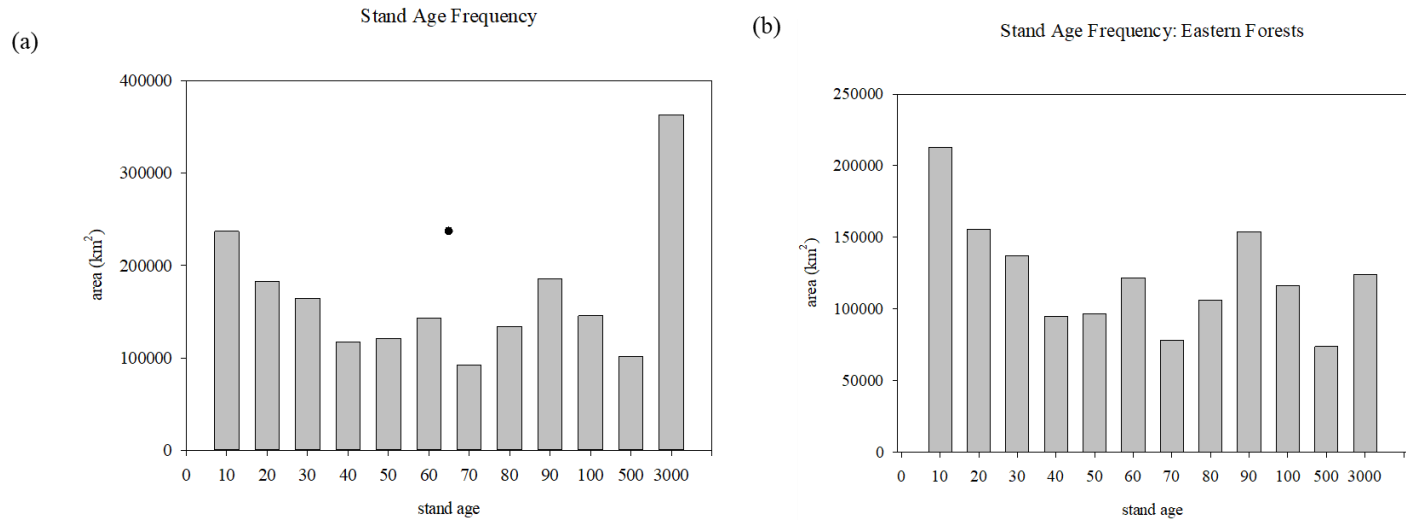 Stand Age Frequency
(a)
400000
300000
200000
100000
0
area (km²)
0 10 20 30 40 50 60 70 80 90 100 500 3000
stand age
(b)
Stand Age Frequency: Eastern Forests
250000
200000
150000
100000
50000
0
area (km²)
0 10 20 30 40 50 60 70 80 90 100 500 3000
stand age